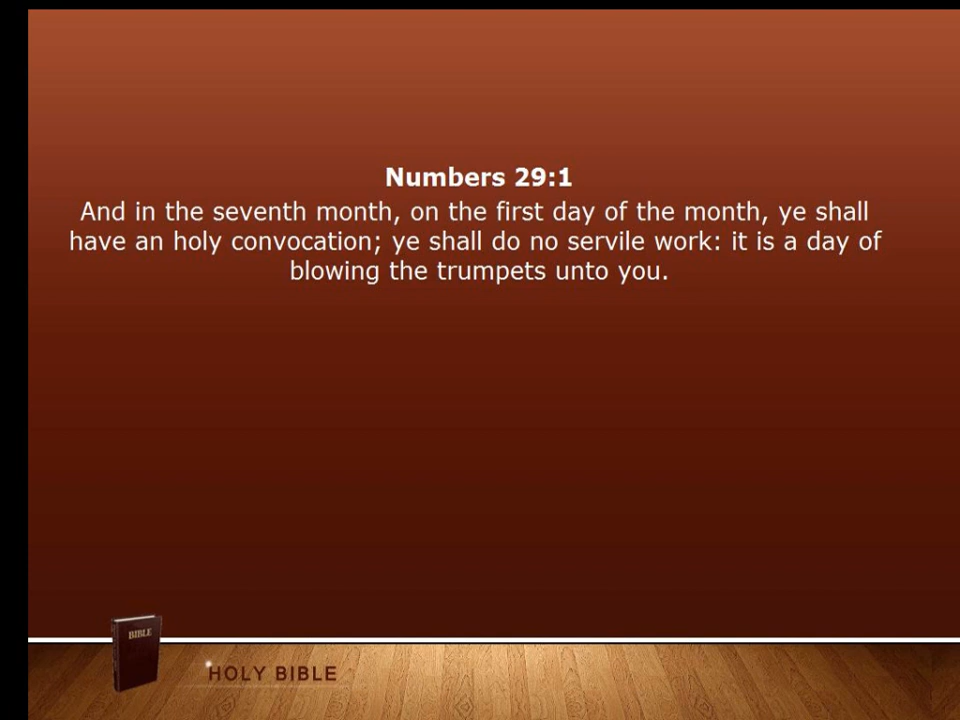 Numbers 29:1
And in the seventh month, on the first day of the month, ye shall
have an holy convocation; ye shall do no servile work: it is a day of
blowing the trumpets unto you.
BIBLE
HOLY BIBLE